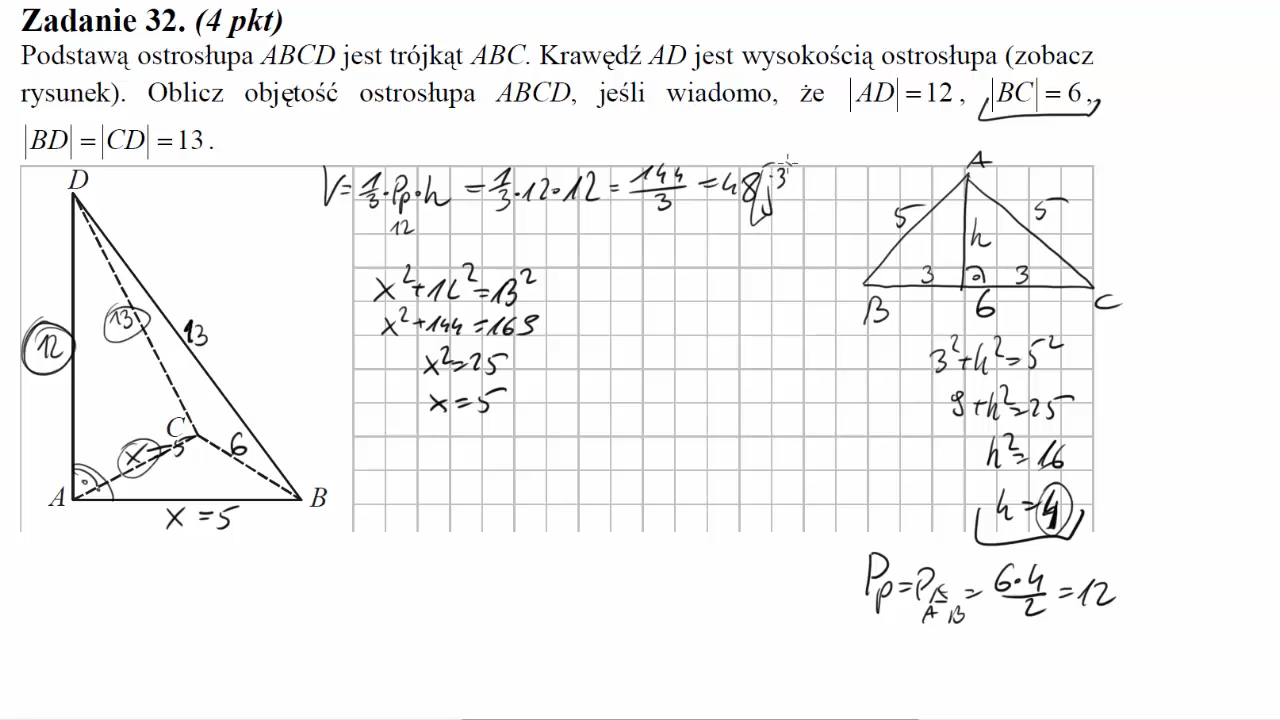 Zadanie 32. (4 pkt)
Podstawą ostrosłupa ABCD jest trójkąt ABC. Krawędź AD jest wysokością ostrosłupa (zobacz
rysunek). Oblicz objętość ostrosłupa ABCD, jeśli wiadomo, że |AD| = 12, |BC| = 6,
|BD| = |CD| = 13.
D
12
13
13
C
x=5
6
A
B
x=5
V=1/3·Pp·h = 1/3·12·12 = 144/3 = 48[j³
12
x²+12²=13²
x²+144=169
x²=25
x=5
A
5
5
h
3
3
B
6
C
3²+h²=5²
9+h²=25
h²=16
h=4
Pp=P = 6·4/2 =12
A B